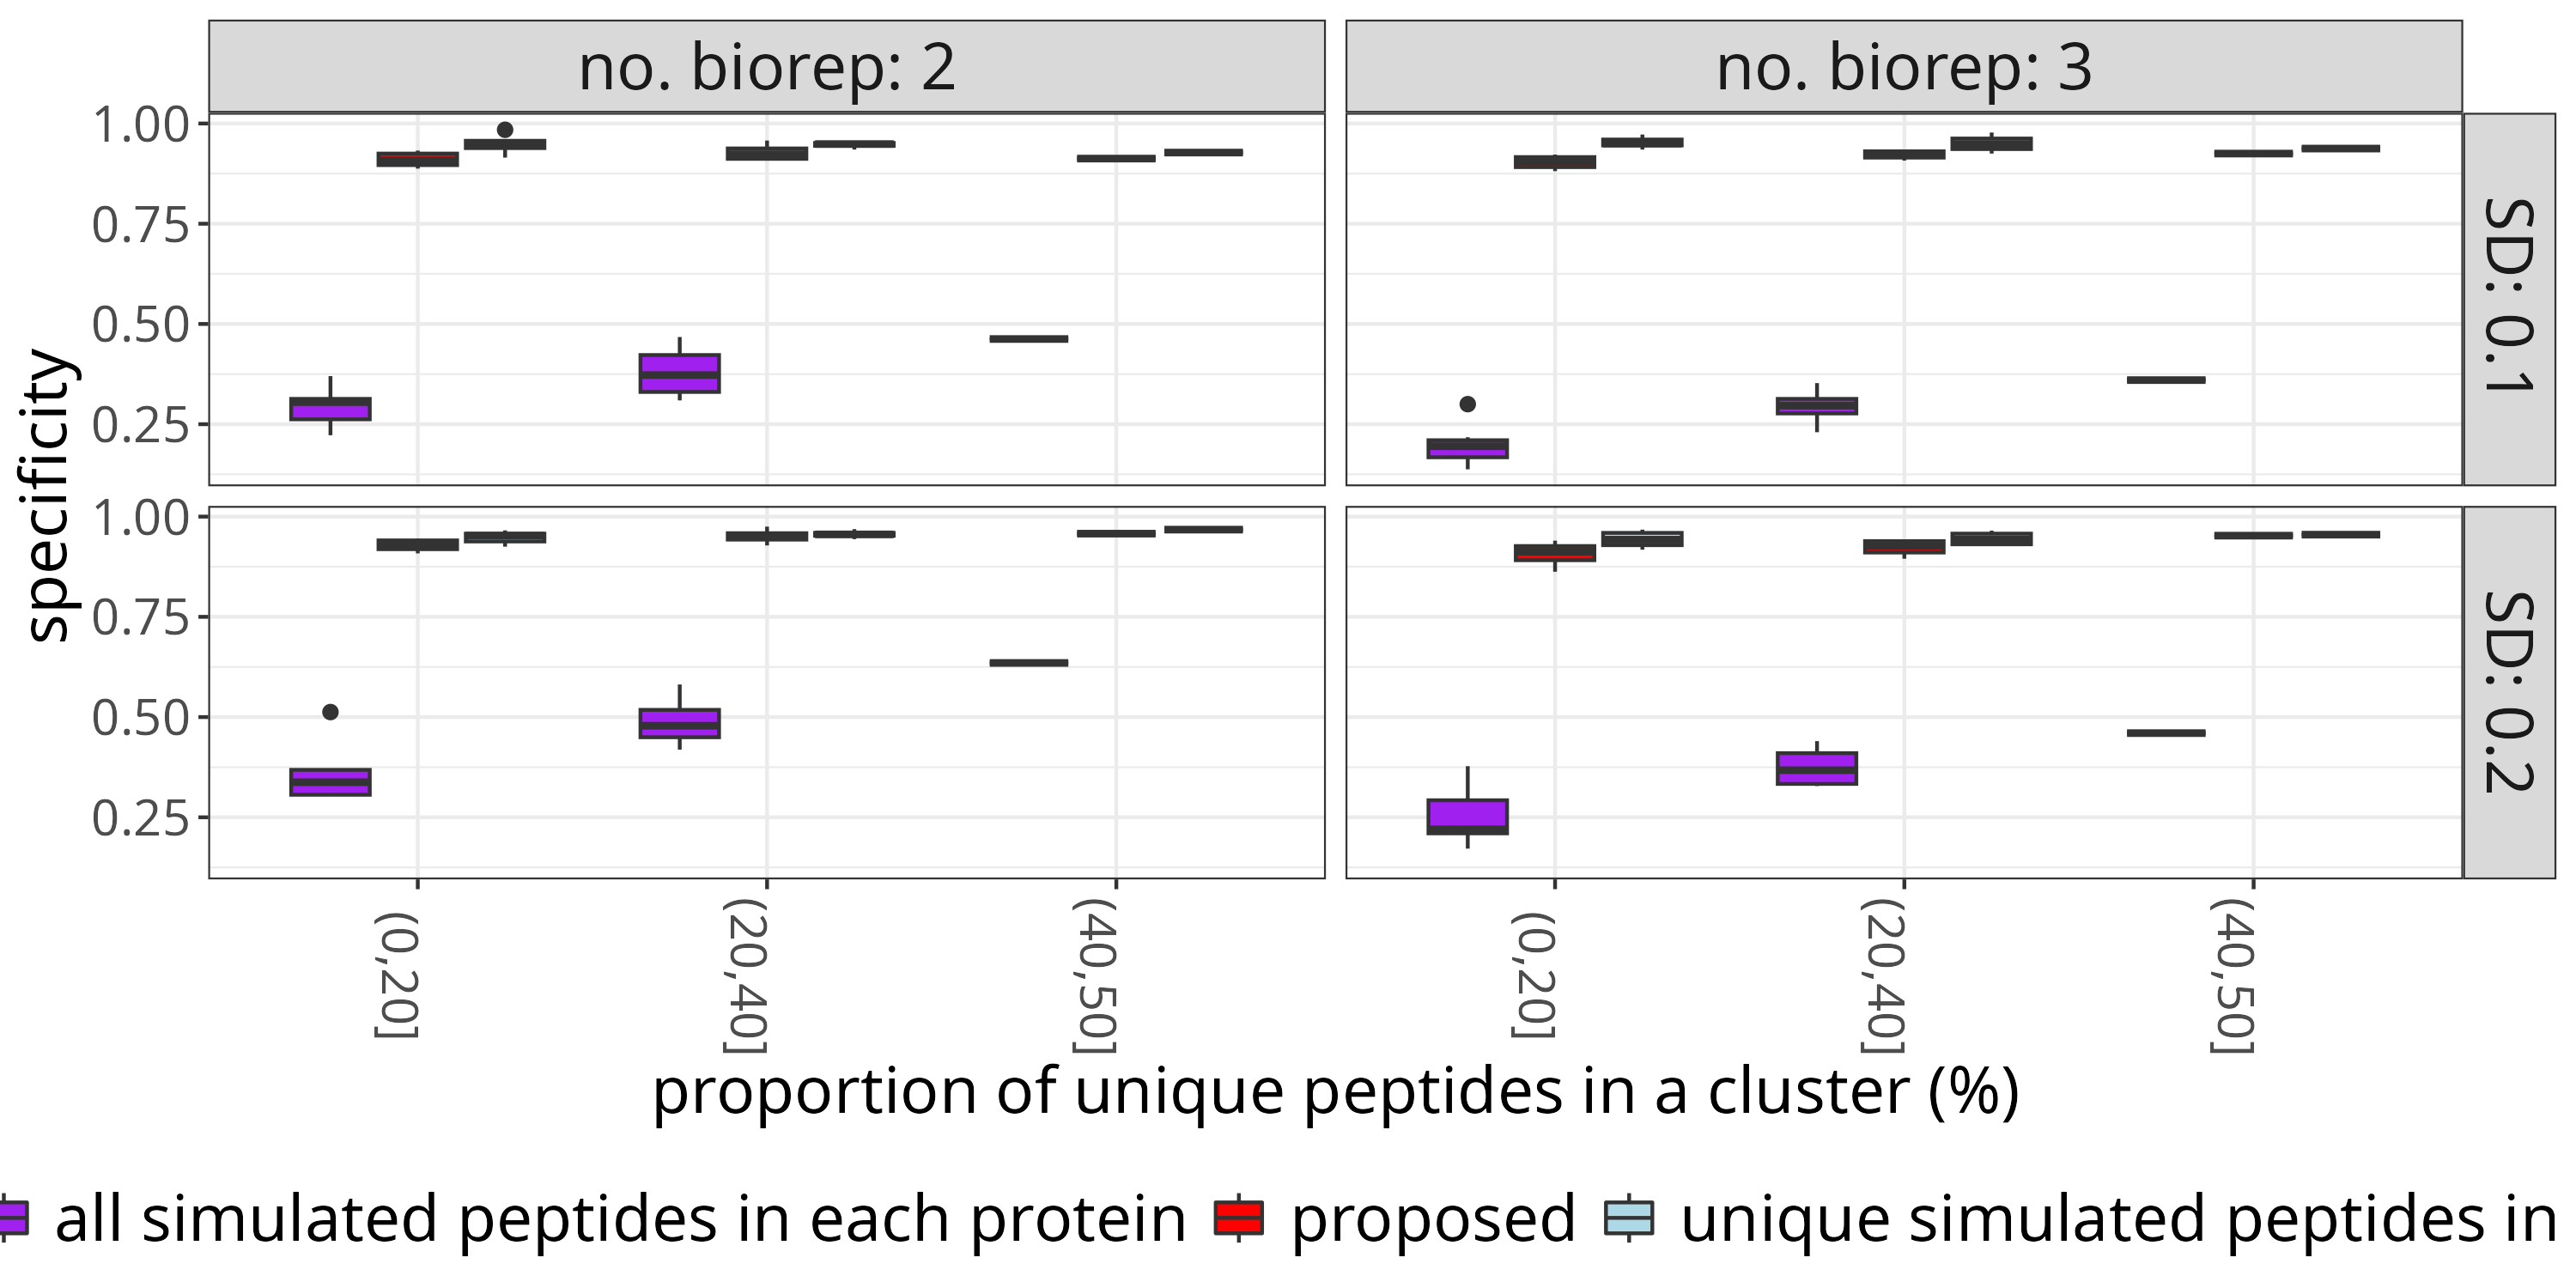 no. biorep: 2
no. biorep: 3
specificity
1.00
0.75
0.50
0.25
SD: 0.1
1.00
0.75
0.50
0.25
SD: 0.2
(0,20]
(20,40]
(40,50]
(0,20]
(20,40]
(40,50]
proportion of unique peptides in a cluster (%)
all simulated peptides in each protein proposed unique simulated peptides in